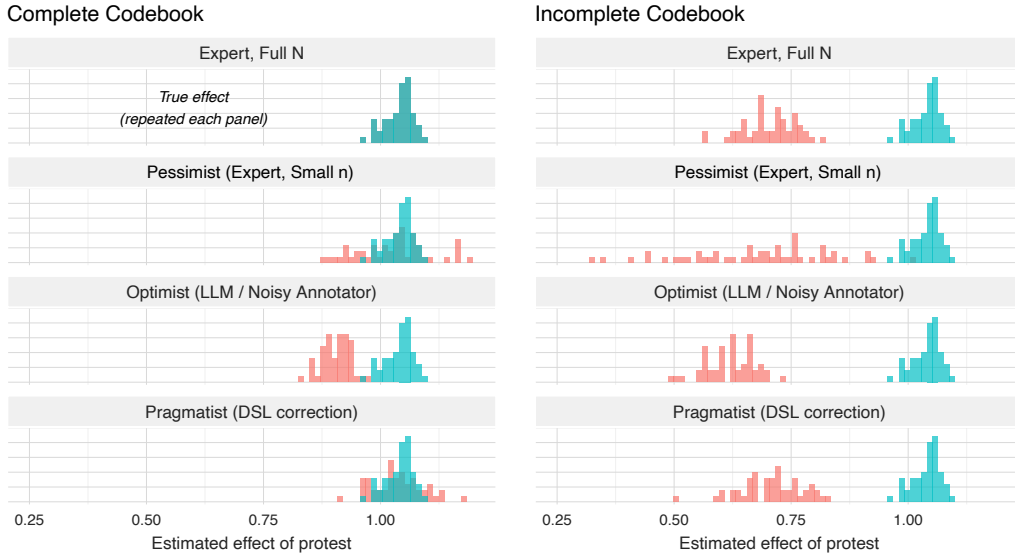 Complete Codebook
Expert, Full N
True effect
(repeated each panel)
Pessimist (Expert, Small n)
Optimist (LLM / Noisy Annotator)
Pragmatist (DSL correction)
0.25 0.50 0.75 1.00
Estimated effect of protest
Incomplete Codebook
Expert, Full N
Pessimist (Expert, Small n)
Optimist (LLM / Noisy Annotator)
Pragmatist (DSL correction)
0.25 0.50 0.75 1.00
Estimated effect of protest